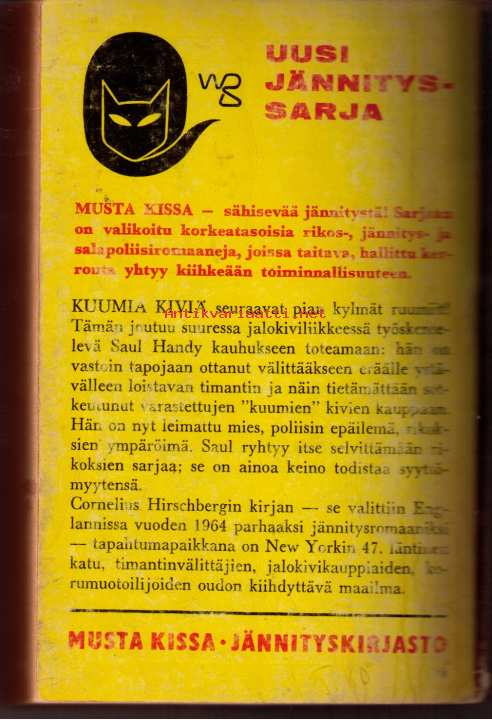 UUSI
JÄNNITYS-
SARJA
MUSTA KISSA — sähisevää jännitystä! Sarjaan
on valikoitu korkeatasoisia rikos-, jännitys- ja
salapoliisiromaaneja, joissa taitava, hallittu ker-
ronta yhtyy kiihkeään toiminnallisuuteen.
Antikvariaatti.net
KUUMIA KIVIÄ seuraavat pian kylmät ruumiit!
Tämän joutuu suuressa jalokiviliikkeessä työskente-
levä Saul Handy kauhukseen toteamaan: hän on
vastoin tapojaan ottanut välittääkseen eräälle ystä-
välleen loistavan timantin ja näin tietämättään sot-
keutunut varastettujen "kuumien" kivien kauppaan.
Hän on nyt leimattu mies, poliisin epäilemä, rikok-
sien ympäröimä. Saul ryhtyy itse selvittämään ri-
koksien sarjaa; se on ainoa keino todistaa syyttö-
myytensä.
Cornelius Hirschbergin kirjan — se valittiin Eng-
lannissa vuoden 1964 parhaaksi jännitysromaaniksi
— tapahtumapaikkana on New Yorkin 47. läntinen
katu, timantinvälittäjien, jalokivikauppiaiden, ko-
rumuotoilijoiden oudon kiihdyttävä maailma.
MUSTA KISSA · JÄNNITYSKIRJASTO